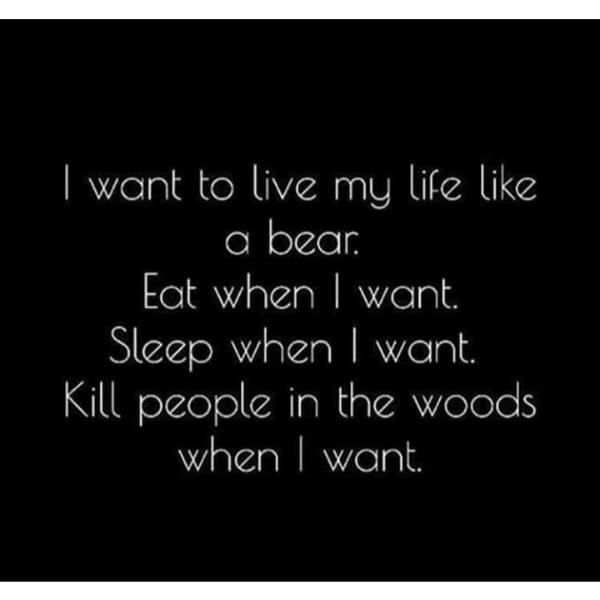 I want to live my life like
a bear.
Eat when I want.
Sleep when I want.
Kill people in the woods
when I want.